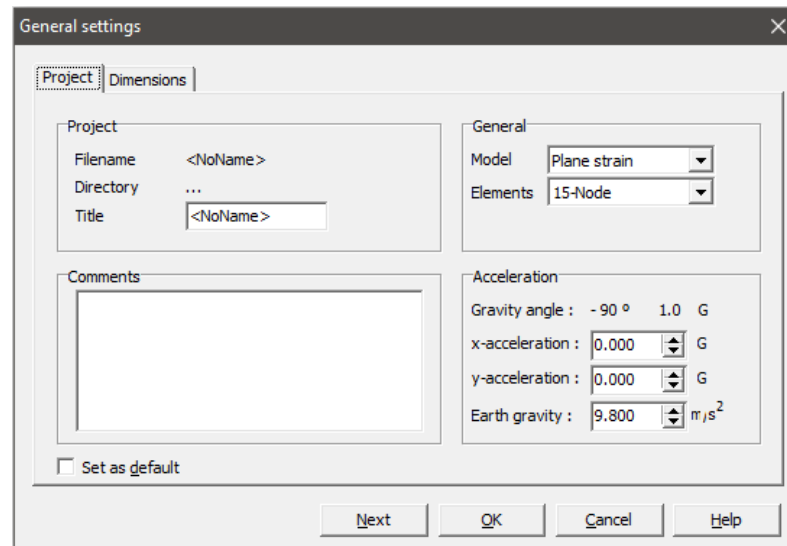 General settings
Project Dimensions
Project
Filename <NoName>
Directory ...
Title <NoName>
General
Model Plane strain
Elements 15-Node
Comments
Acceleration
Gravity angle : - 90 º 1.0 G
x-acceleration : 0.000 G
y-acceleration : 0.000 G
Earth gravity : 9.800 m/s²
Set as default
Next OK Cancel Help